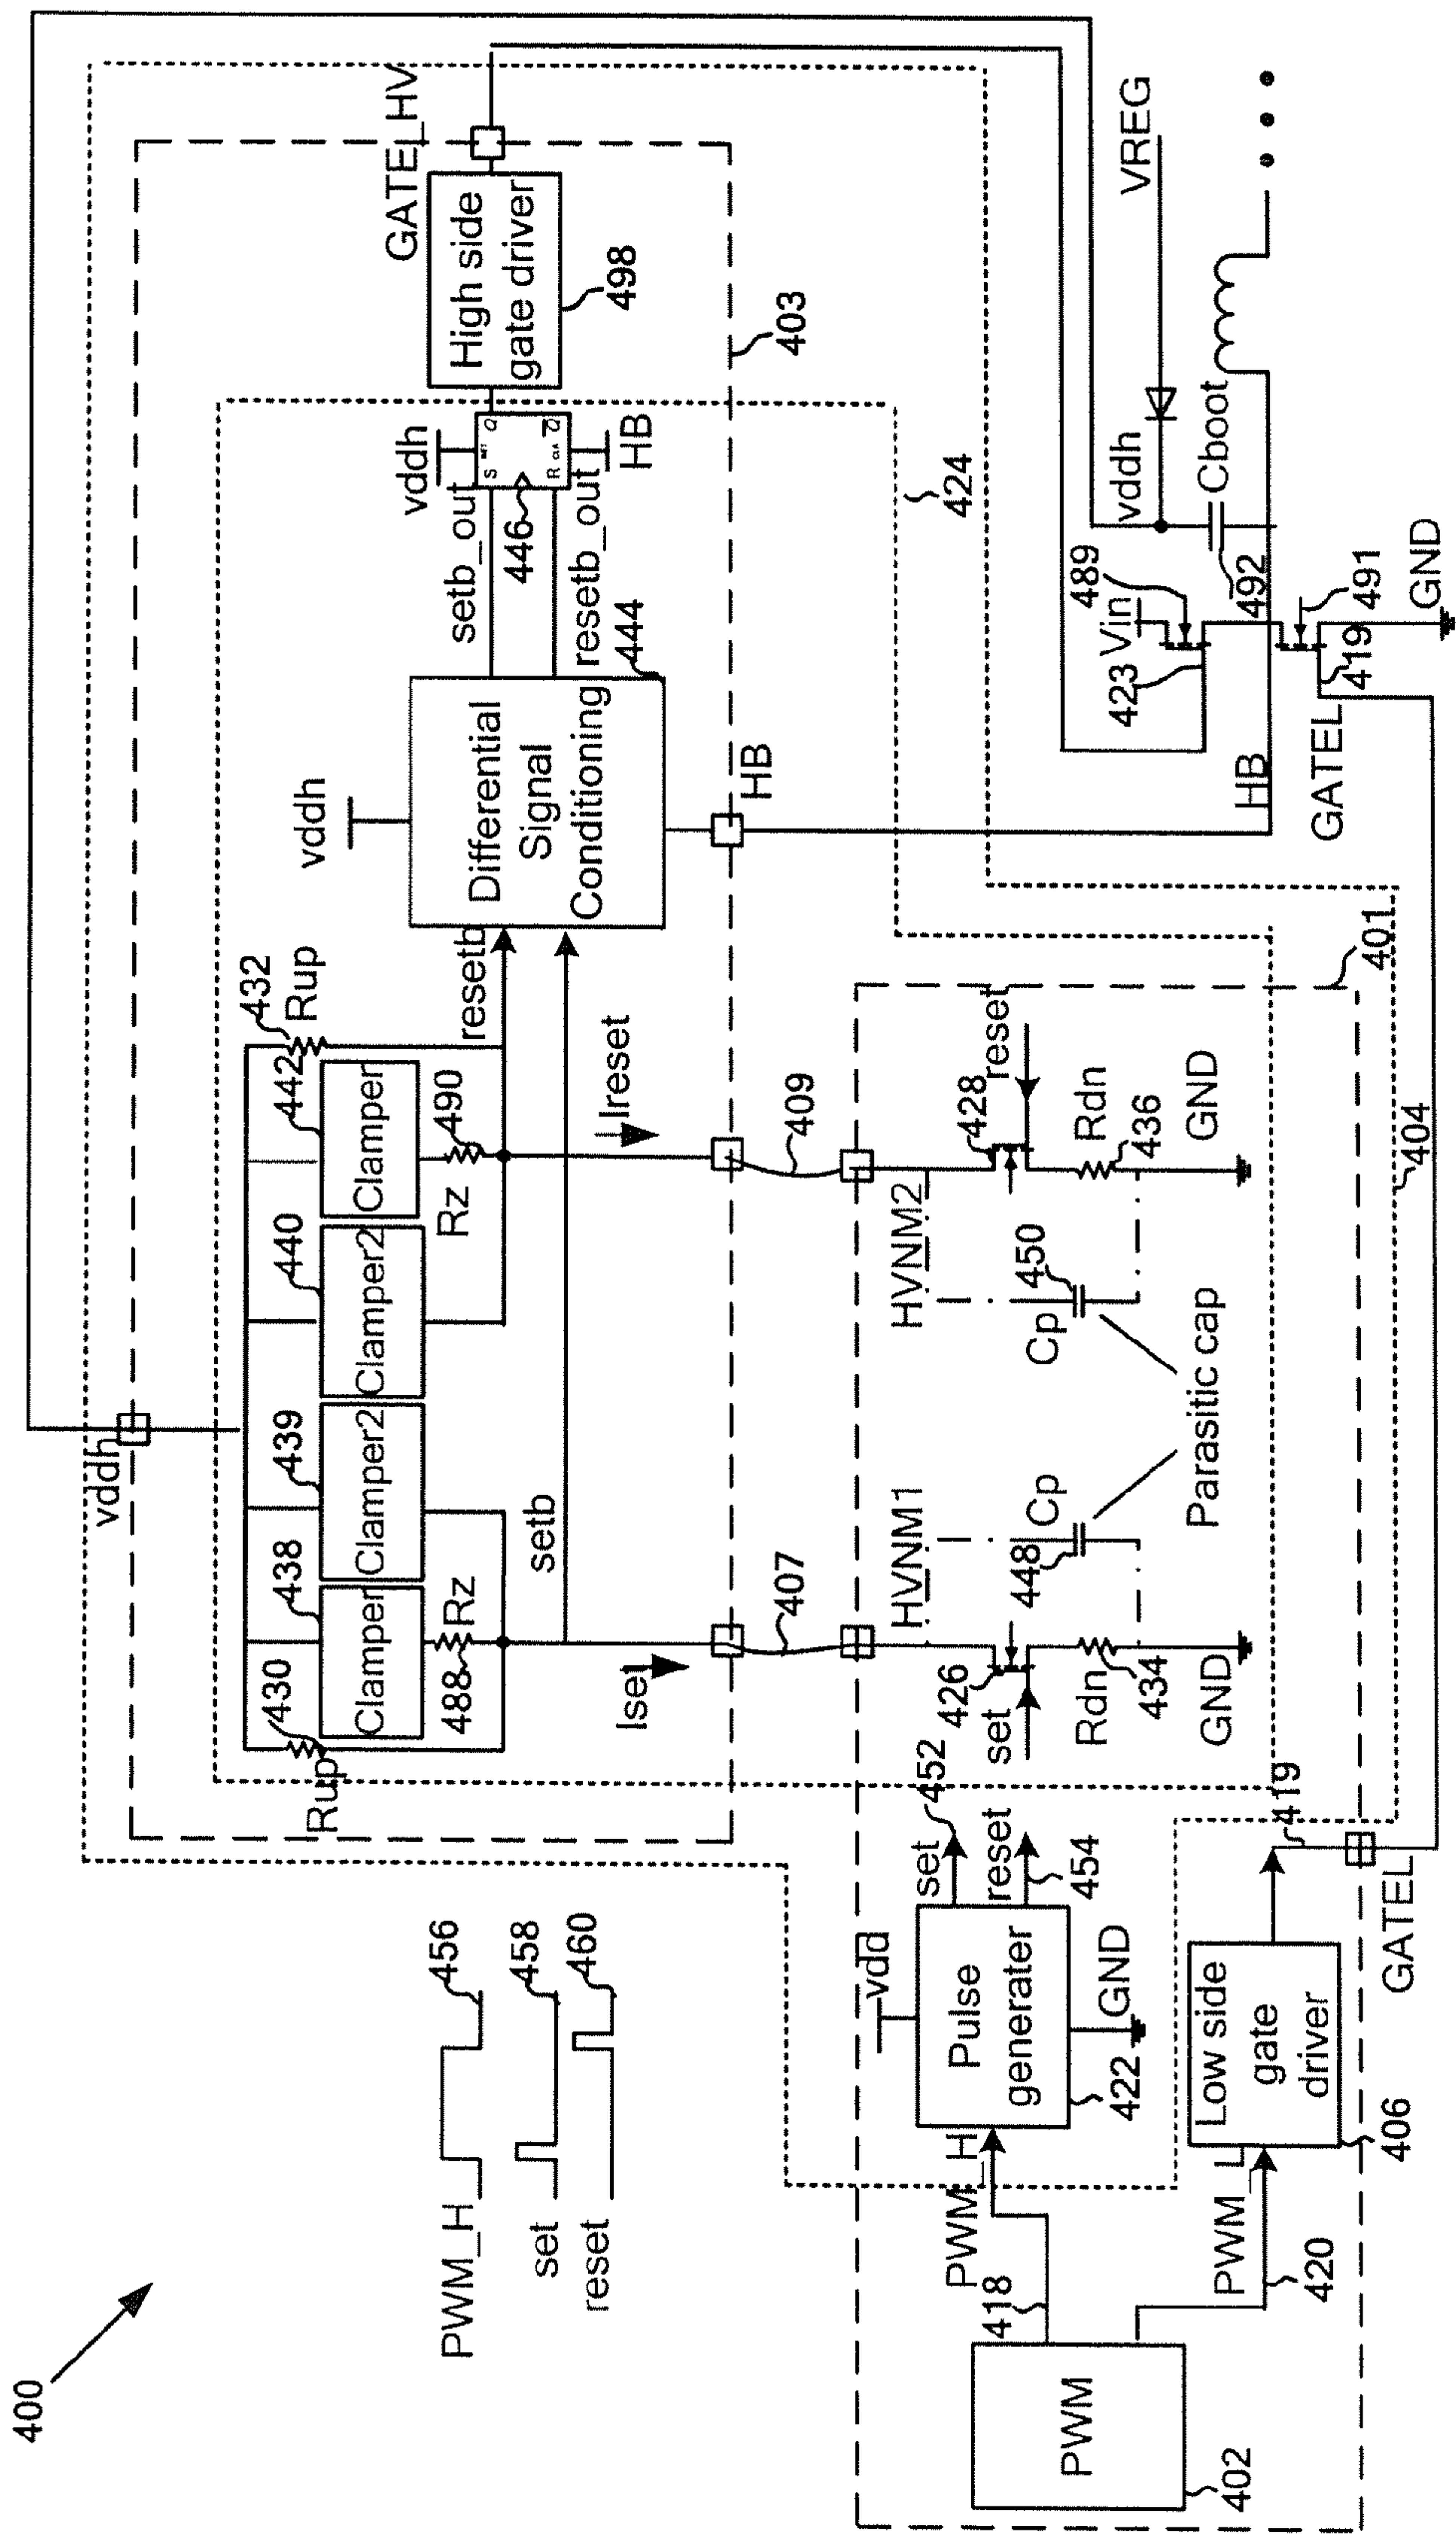 400
PWM_H
456
set
458
reset
460
vddh
430
Rup
438
439
440
442
432
Rup
Clamper
Clamper2
Clamper2
Clamper
488
Rz
Rz
490
setb
resetb
Iset
Ireset
vddh
Differential
Signal
Conditioning
444
HB
setb_out
resetb_out
446
vddh
S
SET
Q
R
CLR
Q
HB
High side
gate driver
498
GATE_HV
403
424
407
409
HVNM1
HVNM2
426
set
428
reset
Cp
448
Cp
450
Rdn
434
Rdn
436
GND
GND
Parasitic cap
401
404
vdd
Pulse
generater
422
GND
set
452
reset
454
PWM_H
418
PWM
402
PWM_L
420
Low side
gate
driver
406
419
GATEL
VREG
vddh
Cboot
492
Vin
489
423
HB
GATEL
419
491
GND